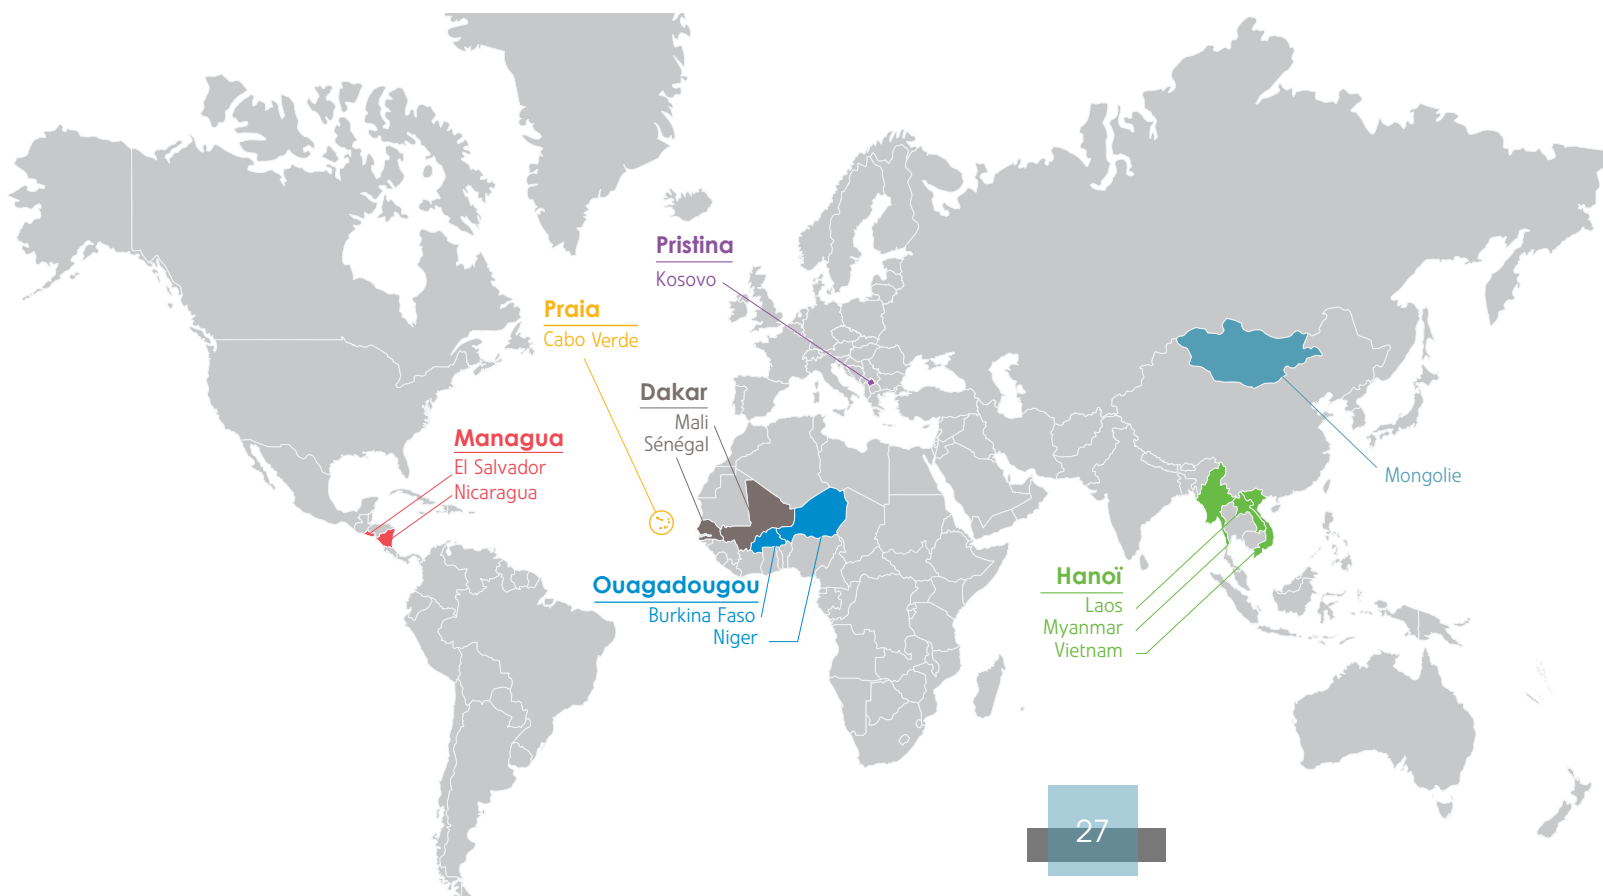 Pristina
Kosovo
Praia
Cabo Verde
Dakar
Mali
Sénégal
Managua
El Salvador
Nicaragua
Mongolie
Ouagadougou
Burkina Faso
Niger
Hanoï
Laos
Myanmar
Vietnam
27